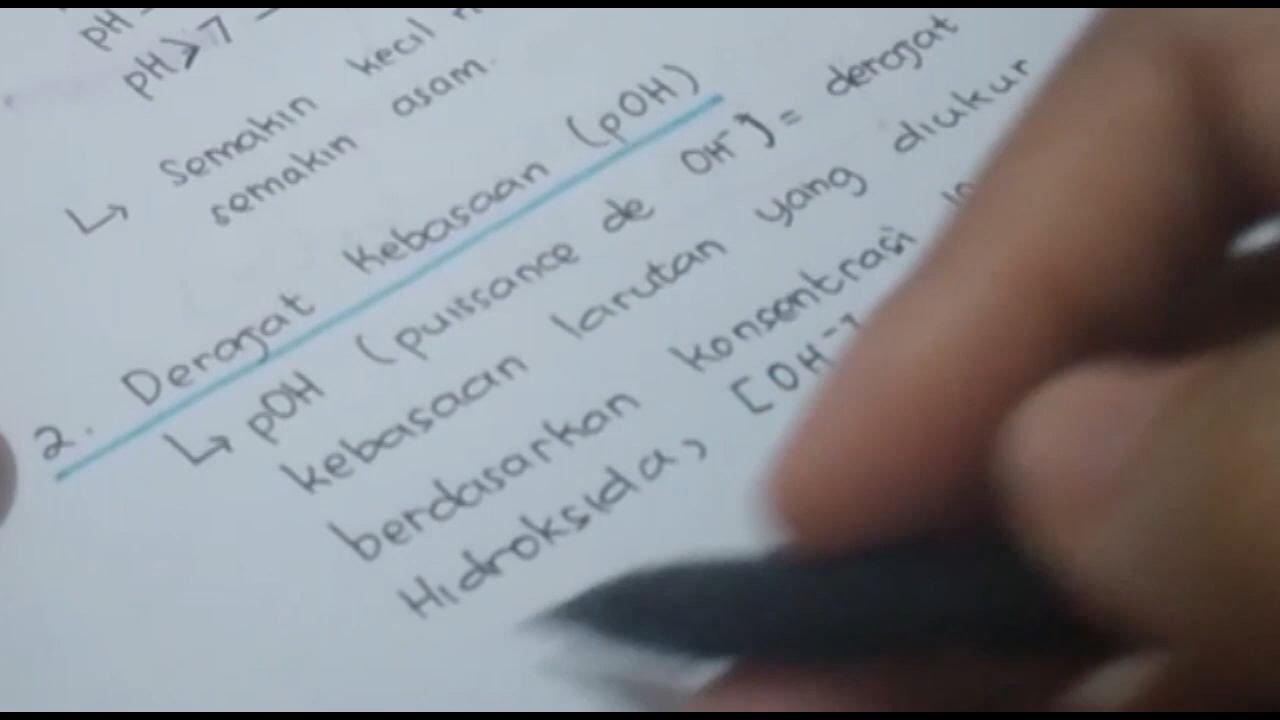 pH
pH > 7 -
↳ Semakin kecil
semakin asam.
2. Derajat Kebasaan (pOH)
↳ pOH (puissance de OH⁻) = derajat
kebasaan larutan yang diukur
berdasarkan konsentrasi
Hidroksida, [OH⁻]